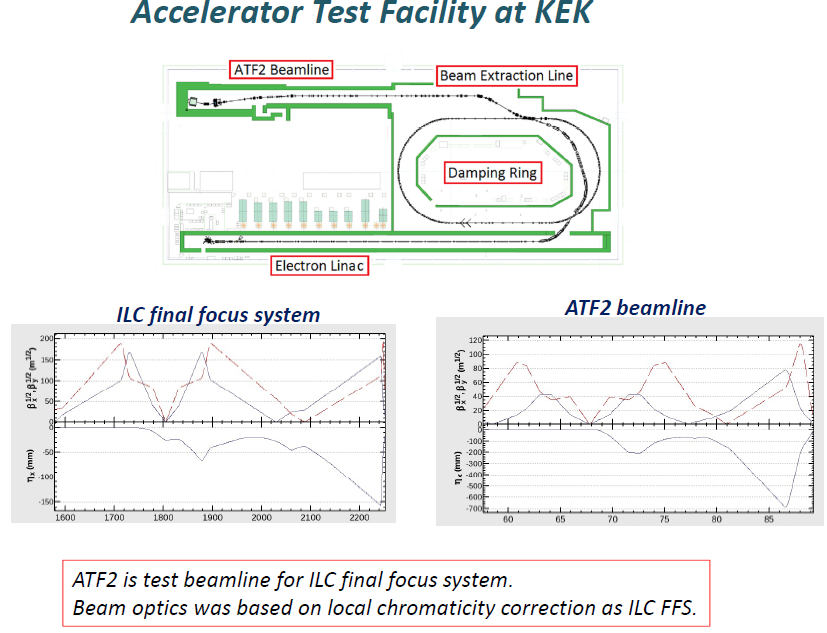 Accelerator Test Facility at KEK
ATF2 Beamline
Beam Extraction Line
Damping Ring
Electron Linac
ILC final focus system
ATF2 beamline
200
150
100
50
0
β_x^1/2, β_y^1/2 (m^1/2)
0
-50
-100
-150
η_x (mm)
1600 1700 1800 1900 2000 2100 2200
120
100
80
60
40
20
0
β_x^1/2, β_y^1/2 (m^1/2)
0
-100
-200
-300
-400
-500
-600
-700
η_x (mm)
60 65 70 75 80 85
ATF2 is test beamline for ILC final focus system.
Beam optics was based on local chromaticity correction as ILC FFS.